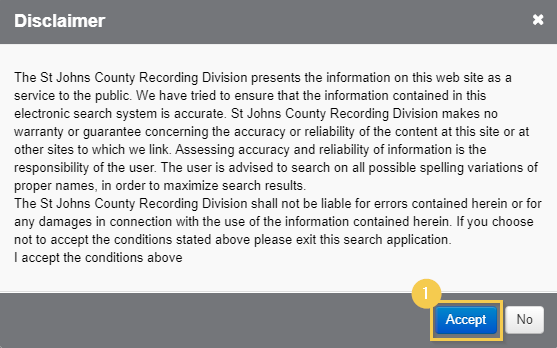 Disclaimer ×
The St Johns County Recording Division presents the information on this web site as a
service to the public. We have tried to ensure that the information contained in this
electronic search system is accurate. St Johns County Recording Division makes no
warranty or guarantee concerning the accuracy or reliability of the content at this site or at
other sites to which we link. Assessing accuracy and reliability of information is the
responsibility of the user. The user is advised to search on all possible spelling variations of
proper names, in order to maximize search results.
The St Johns County Recording Division shall not be liable for errors contained herein or for
any damages in connection with the use of the information contained herein. If you choose
not to accept the conditions stated above please exit this search application.
I accept the conditions above
1
Accept No